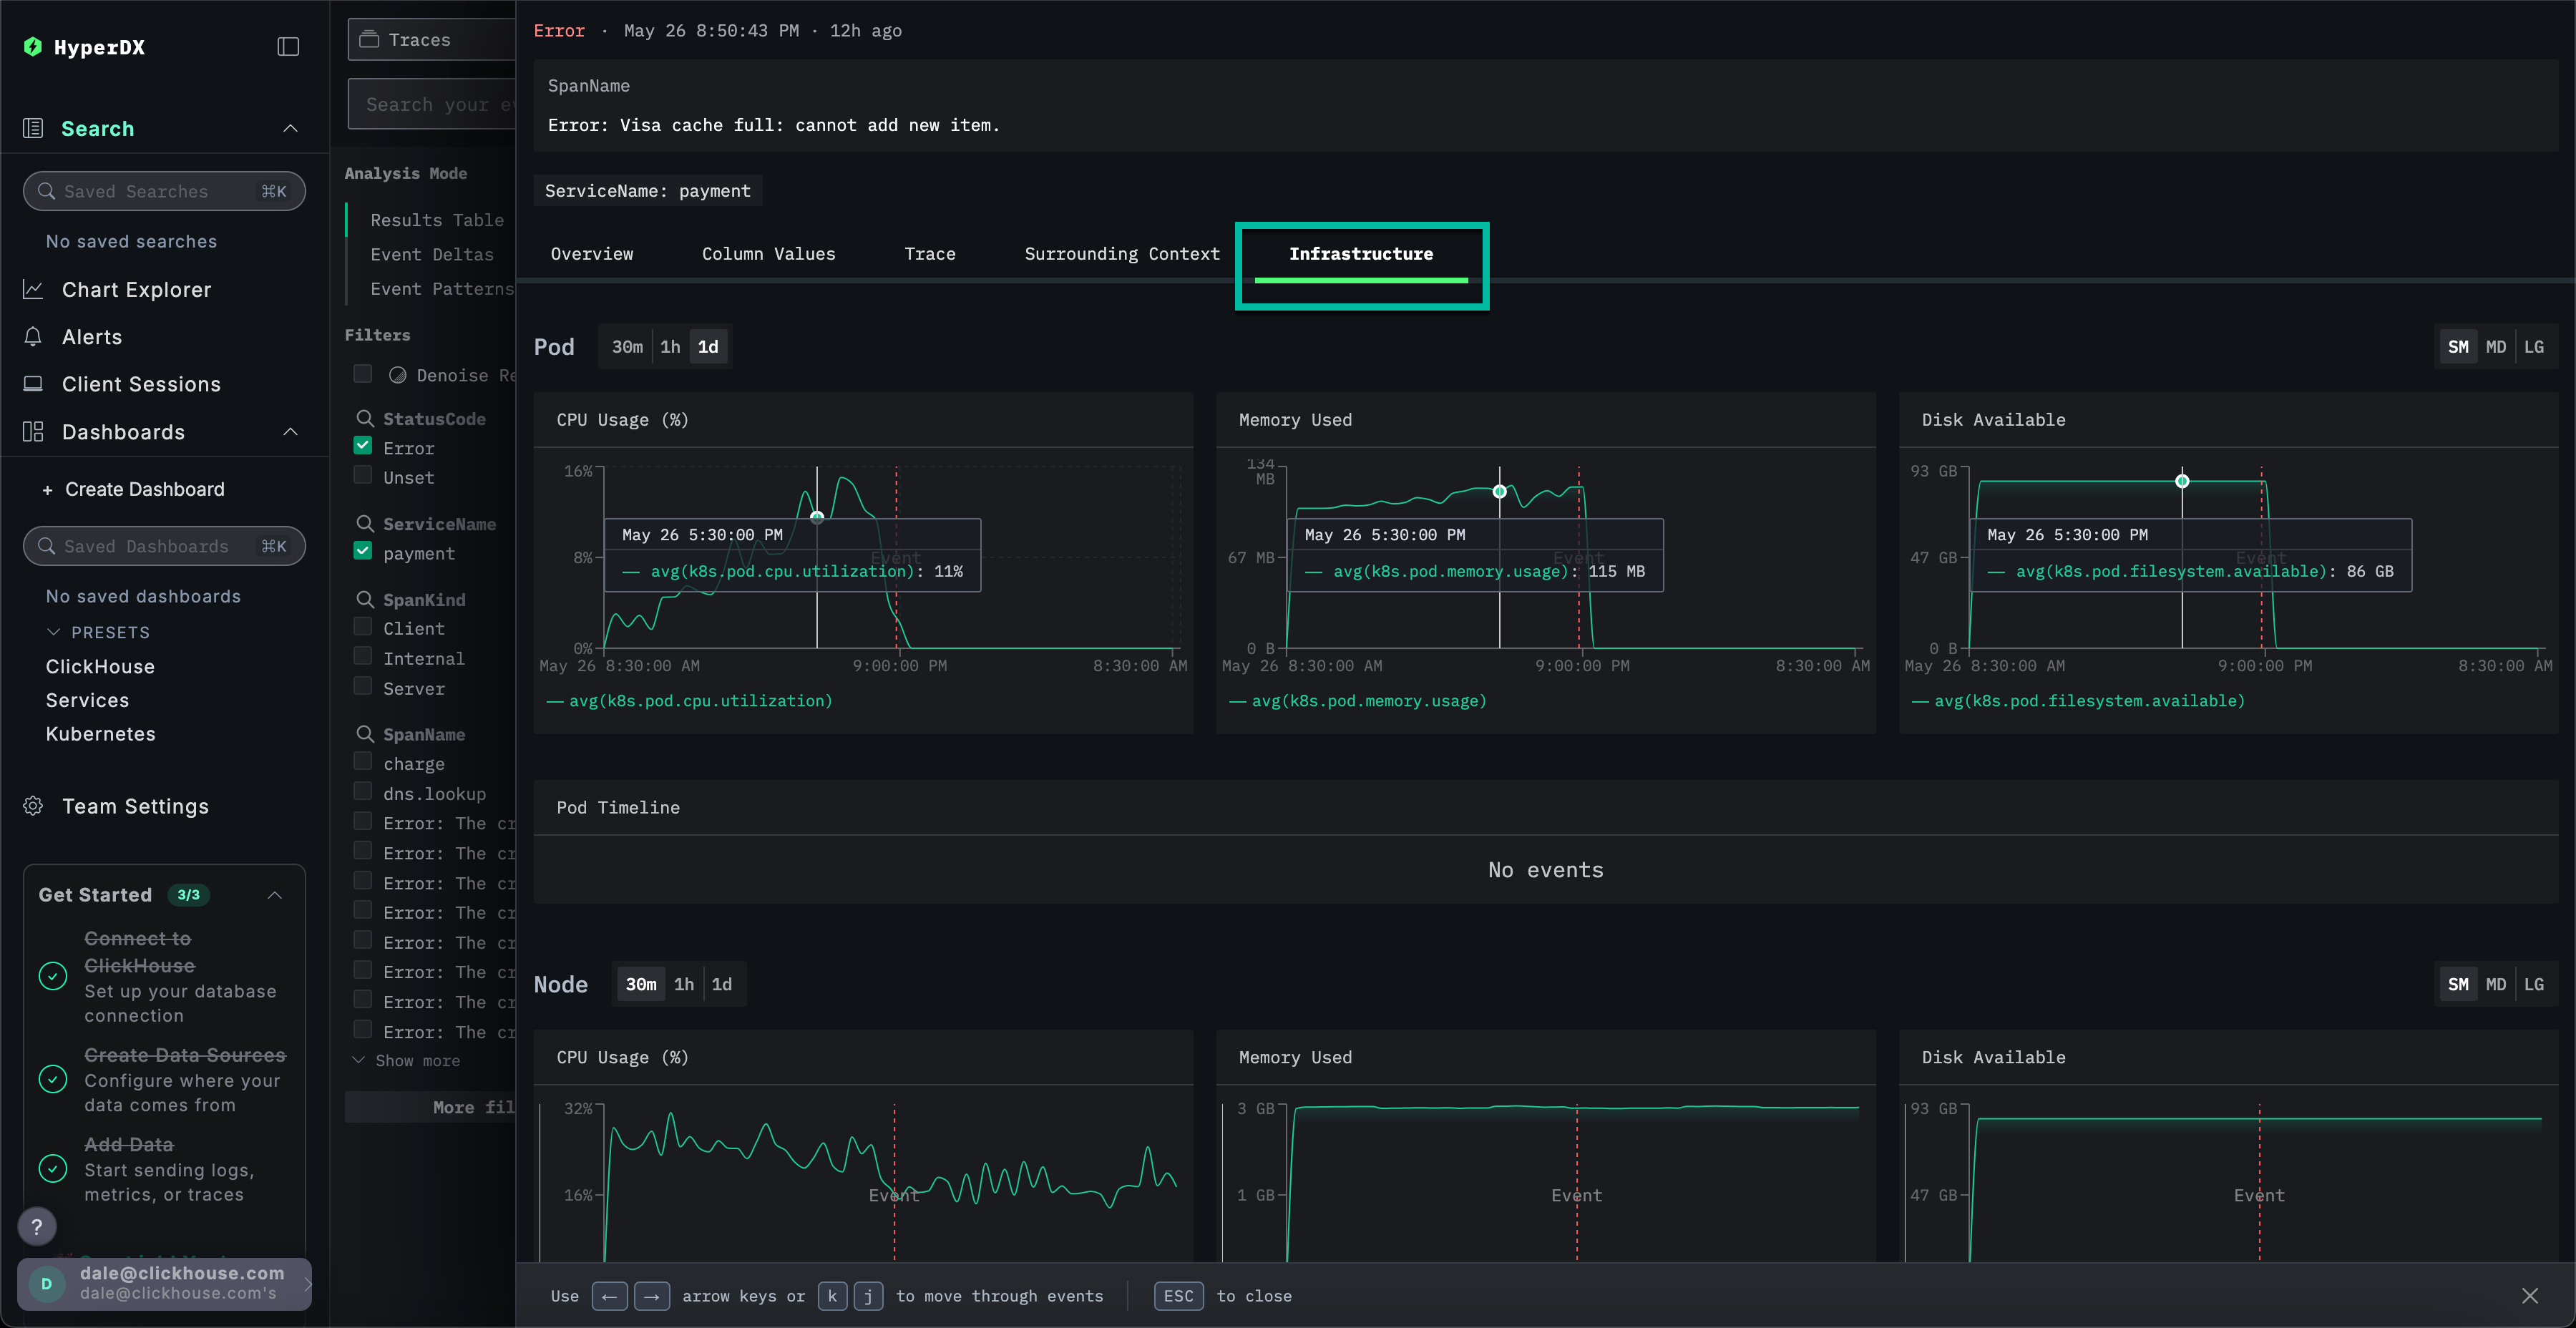 HyperDX
Search
Saved Searches ⌘K
No saved searches
Chart Explorer
Alerts
Client Sessions
Dashboards
+ Create Dashboard
Saved Dashboards ⌘K
No saved dashboards
PRESETS
ClickHouse
Services
Kubernetes
Team Settings
Get Started 3/3
Connect to
ClickHouse
Set up your database
connection
Create Data Sources
Configure where your
data comes from
Add Data
Start sending logs,
metrics, or traces
?
D
dale@clickhouse.com
dale@clickhouse.com's
Traces
Search your e
Analysis Mode
Results Table
Event Deltas
Event Patterns
Filters
Denoise Re
StatusCode
Error
Unset
ServiceName
payment
SpanKind
Client
Internal
Server
SpanName
charge
dns.lookup
Error: The cr
Error: The cr
Error: The cr
Error: The cr
Error: The cr
Error: The cr
Error: The cr
Error: The cr
Show more
More fil
Error · May 26 8:50:43 PM · 12h ago
SpanName
Error: Visa cache full: cannot add new item.
ServiceName: payment
Overview Column Values Trace Surrounding Context Infrastructure
Pod 30m 1h 1d SM MD LG
CPU Usage (%)
16%
8%
0%
May 26 5:30:00 PM
Event
avg(k8s.pod.cpu.utilization): 11%
May 26 8:30:00 AM 9:00:00 PM 8:30:00 AM
avg(k8s.pod.cpu.utilization)
Memory Used
134
MB
67 MB
0 B
May 26 5:30:00 PM
Event
avg(k8s.pod.memory.usage): 115 MB
May 26 8:30:00 AM 9:00:00 PM 8:30:00 AM
avg(k8s.pod.memory.usage)
Disk Available
93 GB
47 GB
0 B
May 26 5:30:00 PM
Event
avg(k8s.pod.filesystem.available): 86 GB
May 26 8:30:00 AM 9:00:00 PM 8:30:00 AM
avg(k8s.pod.filesystem.available)
Pod Timeline
No events
Node 30m 1h 1d SM MD LG
CPU Usage (%)
32%
16%
Event
Memory Used
3 GB
1 GB
Event
Disk Available
93 GB
47 GB
Event
Use ← → arrow keys or k j to move through events ESC to close